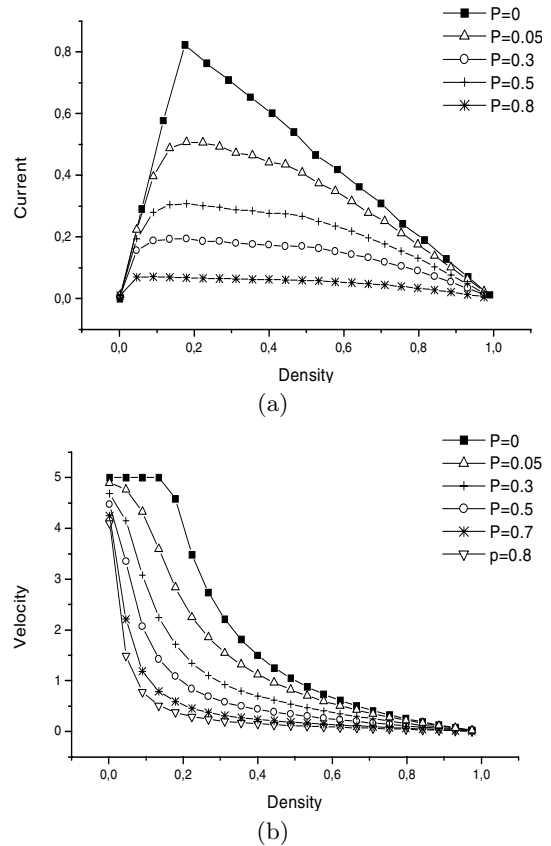 P=0
P=0.05
P=0.3
P=0.5
P=0.8
0,8
0,6
0,4
0,2
0,0
Current
0,0 0,2 0,4 0,6 0,8 1,0
Density
(a)
P=0
P=0.05
P=0.3
P=0.5
P=0.7
p=0.8
5
4
3
2
1
0
Velocity
0,0 0,2 0,4 0,6 0,8 1,0
Density
(b)